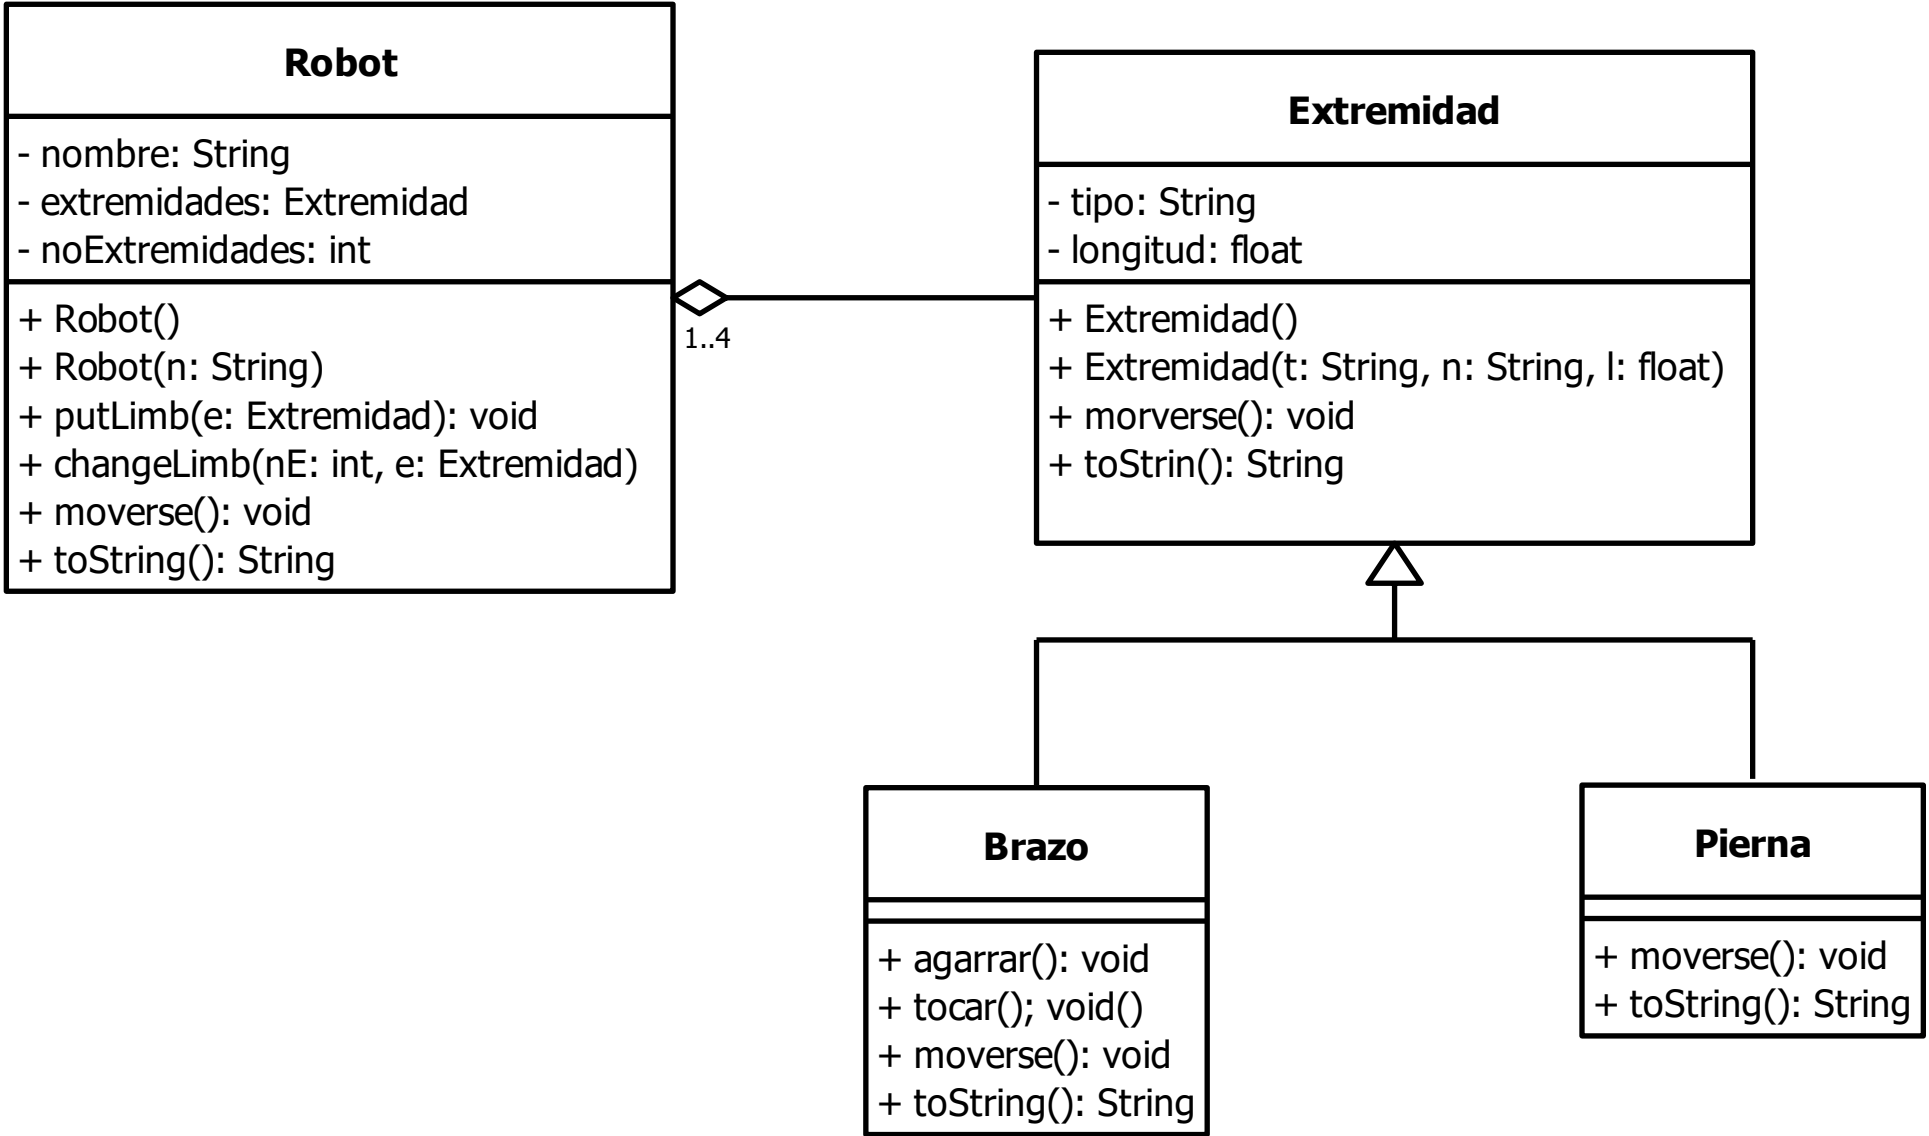 Robot
- nombre: String
- extremidades: Extremidad
- noExtremidades: int
+ Robot()
+ Robot(n: String)
+ putLimb(e: Extremidad): void
+ changeLimb(nE: int, e: Extremidad)
+ moverse(): void
+ toString(): String
1..4
Extremidad
- tipo: String
- longitud: float
+ Extremidad()
+ Extremidad(t: String, n: String, l: float)
+ morverse(): void
+ toStrin(): String
Brazo
+ agarrar(): void
+ tocar(); void()
+ moverse(): void
+ toString(): String
Pierna
+ moverse(): void
+ toString(): String